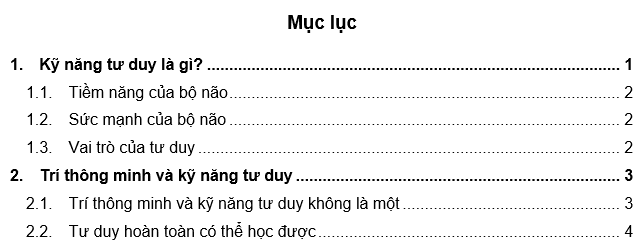 Mục lục
1. Kỹ năng tư duy là gì? 1
1.1. Tiềm năng của bộ não 2
1.2. Sức mạnh của bộ não 2
1.3. Vai trò của tư duy 2
2. Trí thông minh và kỹ năng tư duy 3
2.1. Trí thông minh và kỹ năng tư duy không là một 3
2.2. Tư duy hoàn toàn có thể học được 4